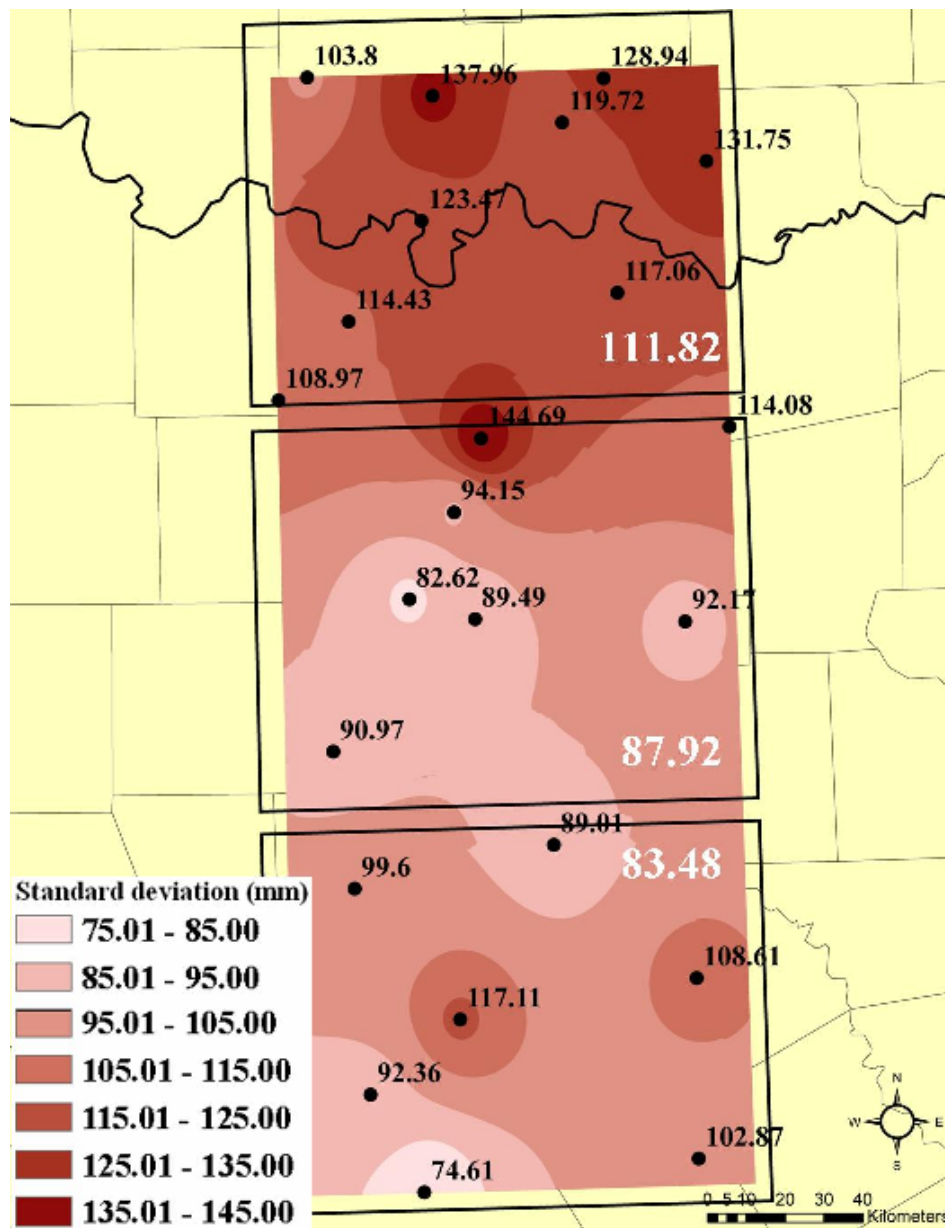 103.8
137.96
128.94
119.72
131.75
123.47
117.06
114.43
111.82
108.97
144.69
114.08
94.15
82.62
89.49
92.17
90.97
87.92
89.01
83.48
99.6
108.61
117.11
92.36
102.87
74.61
Standard deviation (mm)
75.01 - 85.00
85.01 - 95.00
95.01 - 105.00
105.01 - 115.00
115.01 - 125.00
125.01 - 135.00
135.01 - 145.00
N
W E
S
0 5 10 20 30 40
Kilometers